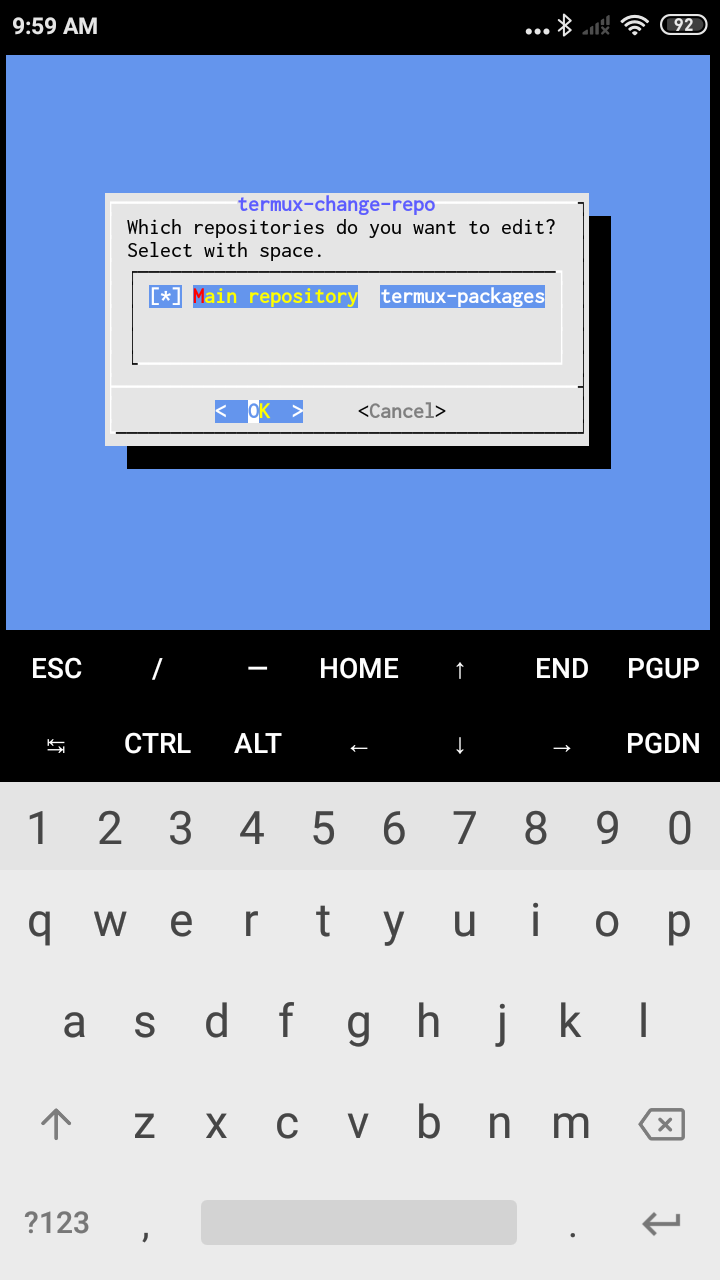 9:59 AM 92
termux-change-repo
Which repositories do you want to edit?
Select with space.
[*] Main repository termux-packages
< OK > <Cancel>
ESC / — HOME ↑ END PGUP
↹ CTRL ALT ← ↓ → PGDN
1 2 3 4 5 6 7 8 9 0
q w e r t y u i o p
a s d f g h j k l
z x c v b n m
?123 , .